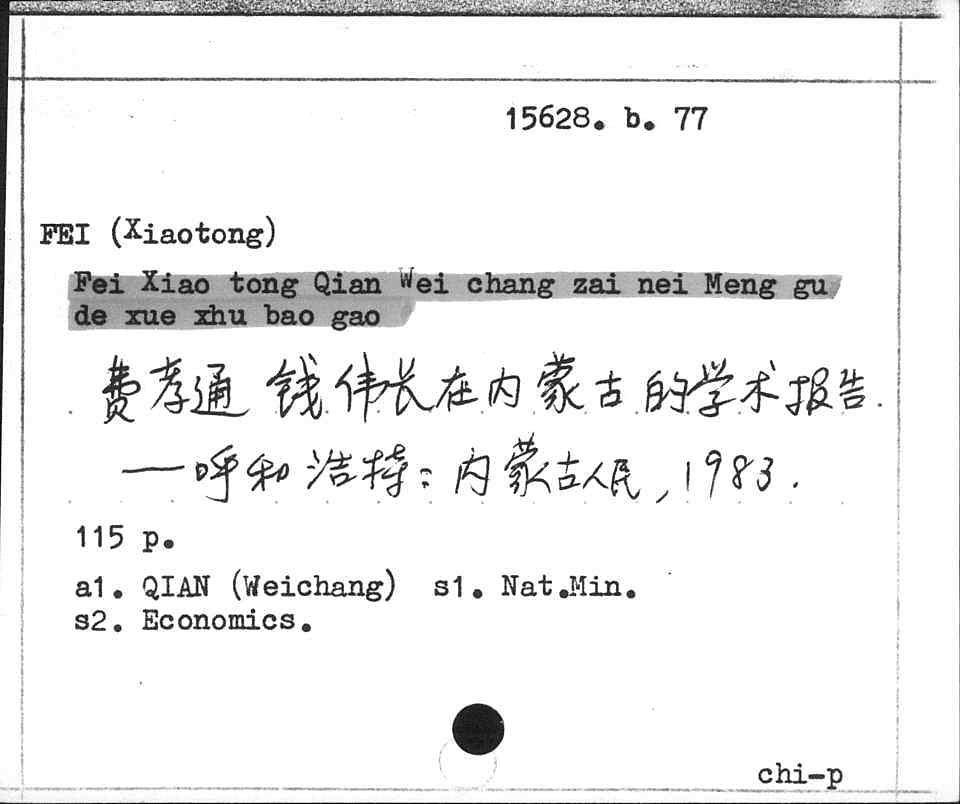 15628. b. 77
FEI (Xiaotong)
Fei Xiao tong Qian Wei chang zai nei Meng gu
de xue xhu bao gao
费孝通 钱伟长在内蒙古的学术报告.
—呼和浩特: 内蒙古人民, 1983.
115 p.
a1. QIAN (Weichang) s1. Nat.Min.
s2. Economics.
chi-p